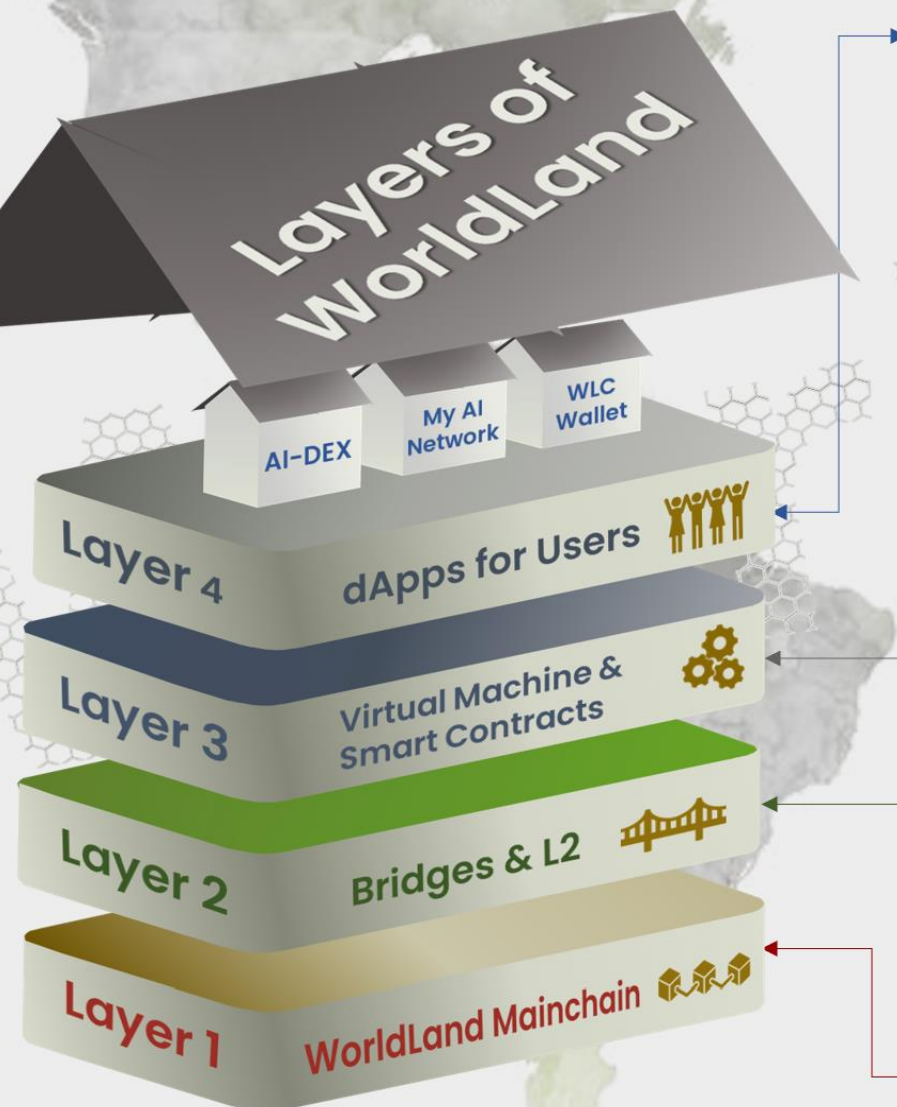 Layers of
WorldLand
AI-DEX
My AI
Network
WLC
Wallet
Layer 4
dApps for Users
Layer 3
Virtual Machine &
Smart Contracts
Layer 2
Bridges & L2
Layer 1
WorldLand Mainchain